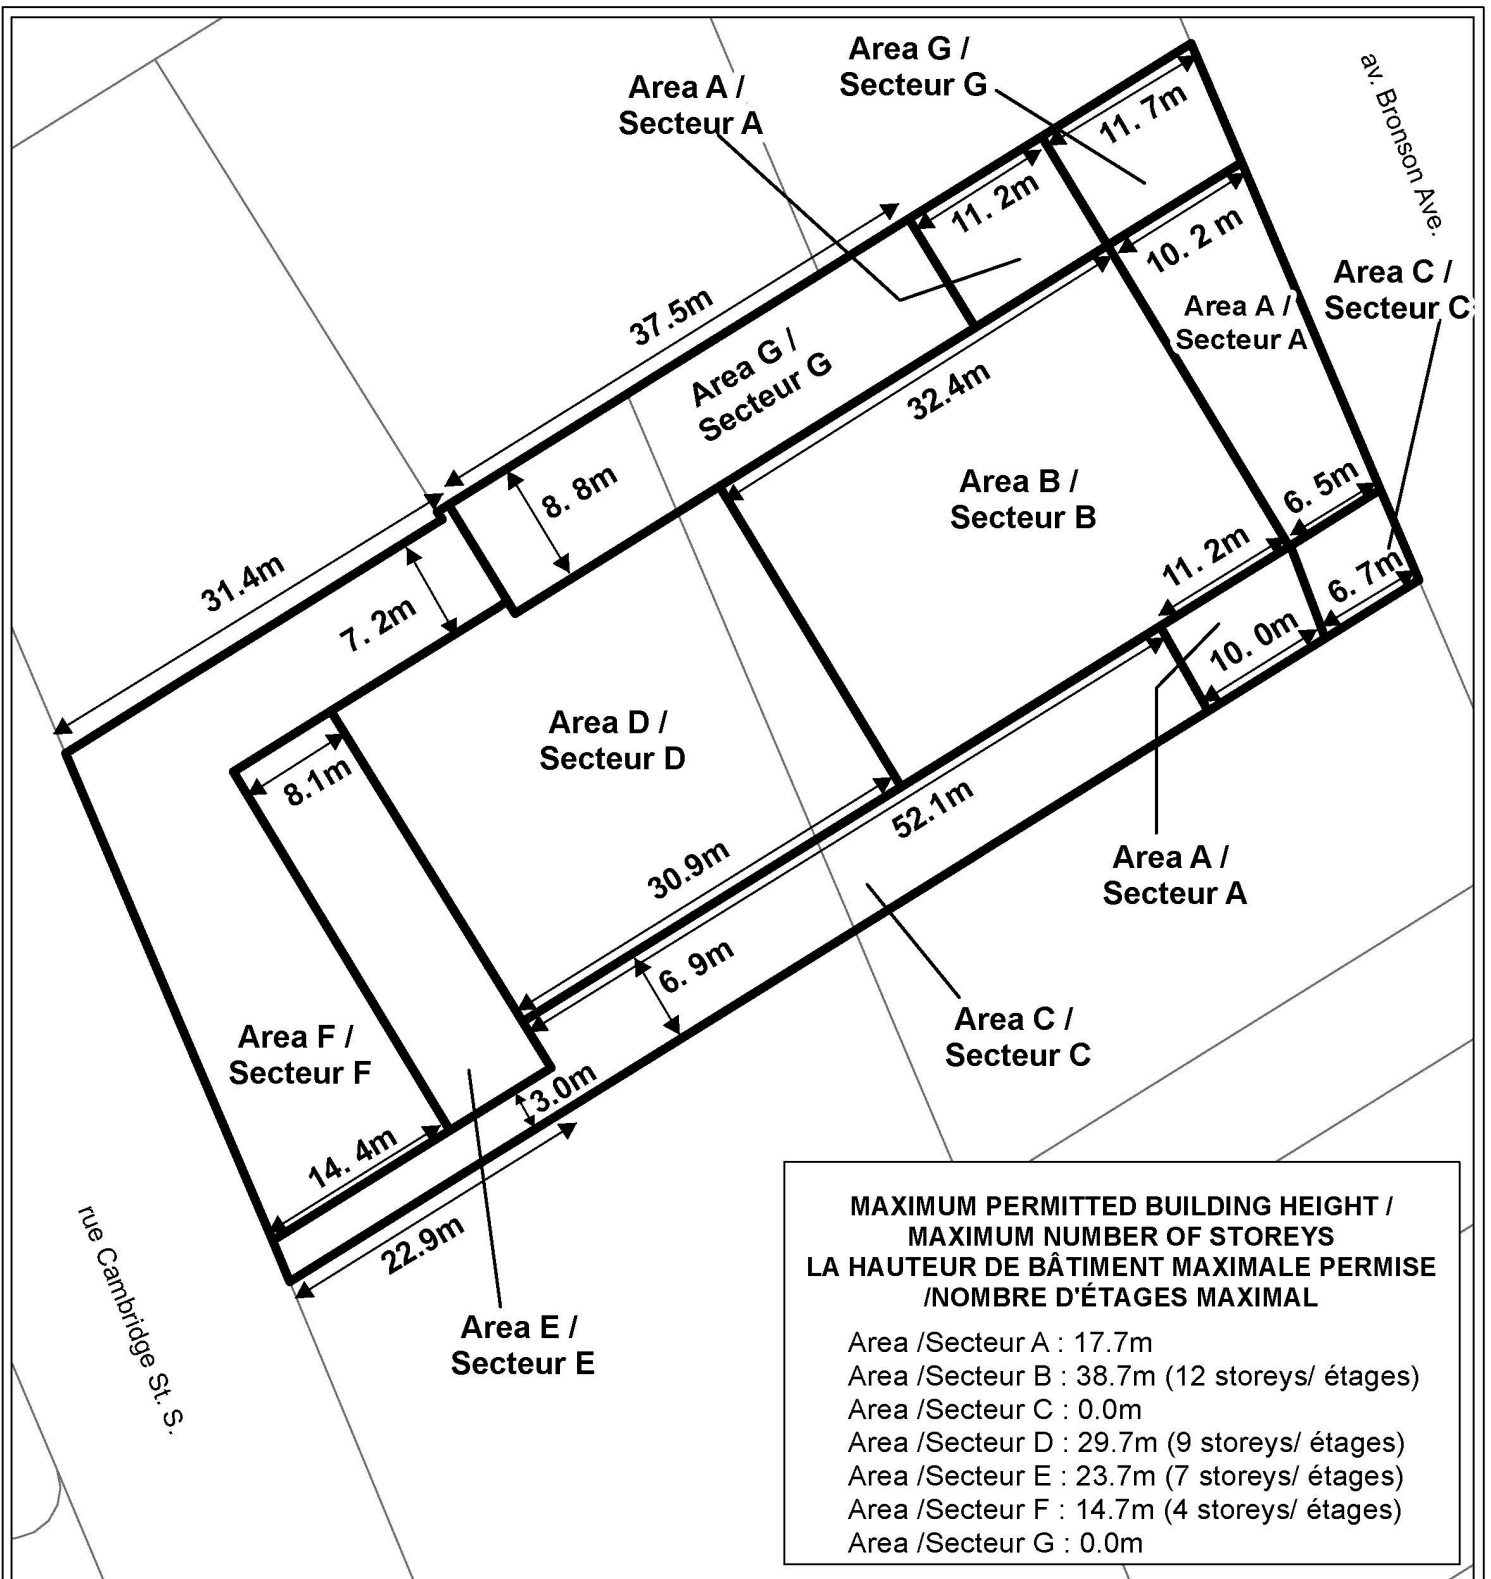 Area G /
Secteur G
Area A /
Secteur A
av. Bronson Ave.
11. 7m
11. 2m
10. 2 m
Area C /
Secteur C
Area A /
Secteur A
37.5m
Area G /
Secteur G
32.4m
8. 8m
Area B /
Secteur B
6. 5m
11. 2m
6. 7m
10. 0m
31.4m
7. 2m
Area D /
Secteur D
8.1m
52.1m
30.9m
Area A /
Secteur A
6. 9m
Area C /
Secteur C
Area F /
Secteur F
3.0m
14. 4m
22.9m
rue Cambridge St. S.
Area E /
Secteur E
MAXIMUM PERMITTED BUILDING HEIGHT /
MAXIMUM NUMBER OF STOREYS
LA HAUTEUR DE BÂTIMENT MAXIMALE PERMISE
/NOMBRE D'ÉTAGES MAXIMAL
Area /Secteur A : 17.7m
Area /Secteur B : 38.7m (12 storeys/ étages)
Area /Secteur C : 0.0m
Area /Secteur D : 29.7m (9 storeys/ étages)
Area /Secteur E : 23.7m (7 storeys/ étages)
Area /Secteur F : 14.7m (4 storeys/ étages)
Area /Secteur G : 0.0m